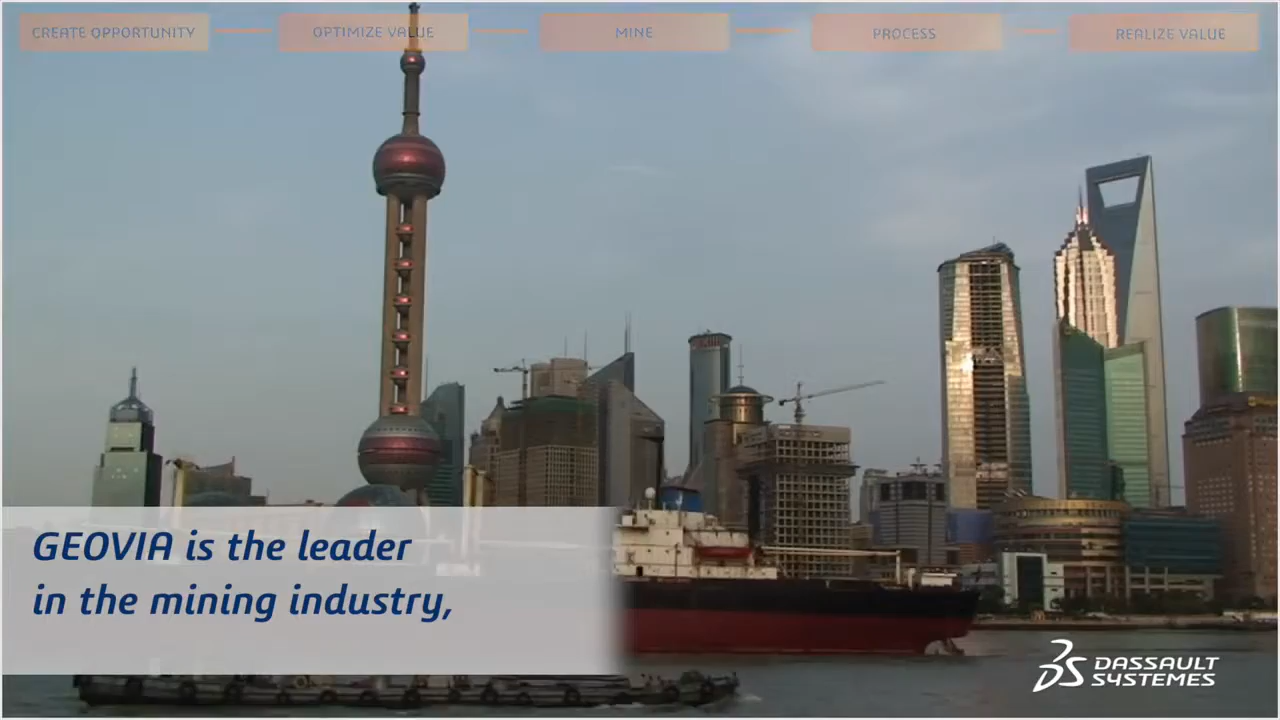 CREATE OPPORTUNITY
OPTIMIZE VALUE
MINE
PROCESS
REALIZE VALUE
GEOVIA is the leader
in the mining industry,
DASSAULT
SYSTEMES